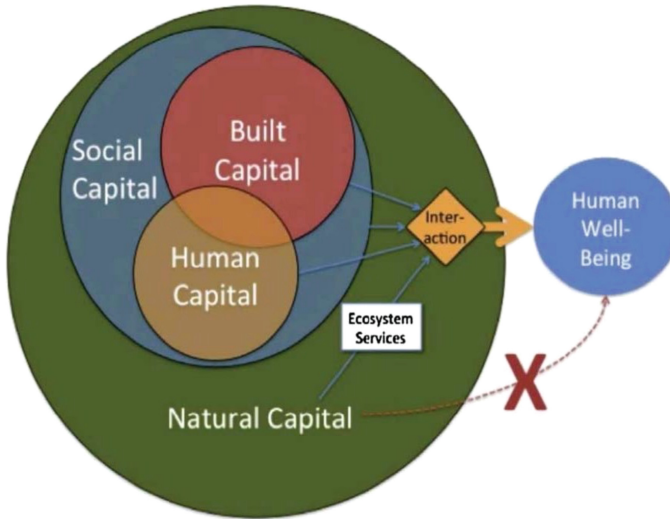 Social
Capital
Built
Capital
Human
Capital
Inter-
action
Human
Well-
Being
Ecosystem
Services
Natural Capital
X